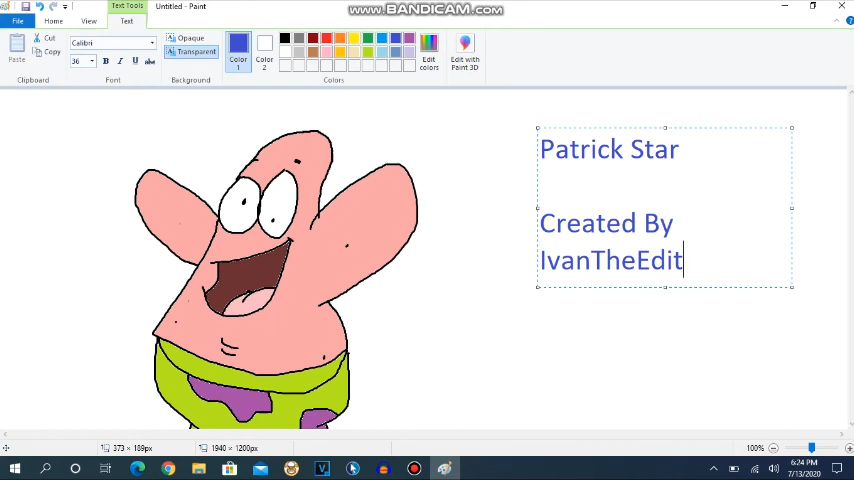 Text Tools
Untitled - Paint
www.BANDICAM.com
File
Home
View
Text
Paste
Cut
Copy
Clipboard
Calibri
36
B
I
U
abc
Font
Opaque
Transparent
Background
Color 1
Color 2
Edit colors
Edit with Paint 3D
Colors
Patrick Star
Created By
IvanTheEdit
373 × 189px
1940 × 1200px
100%
6:24 PM
7/13/2020